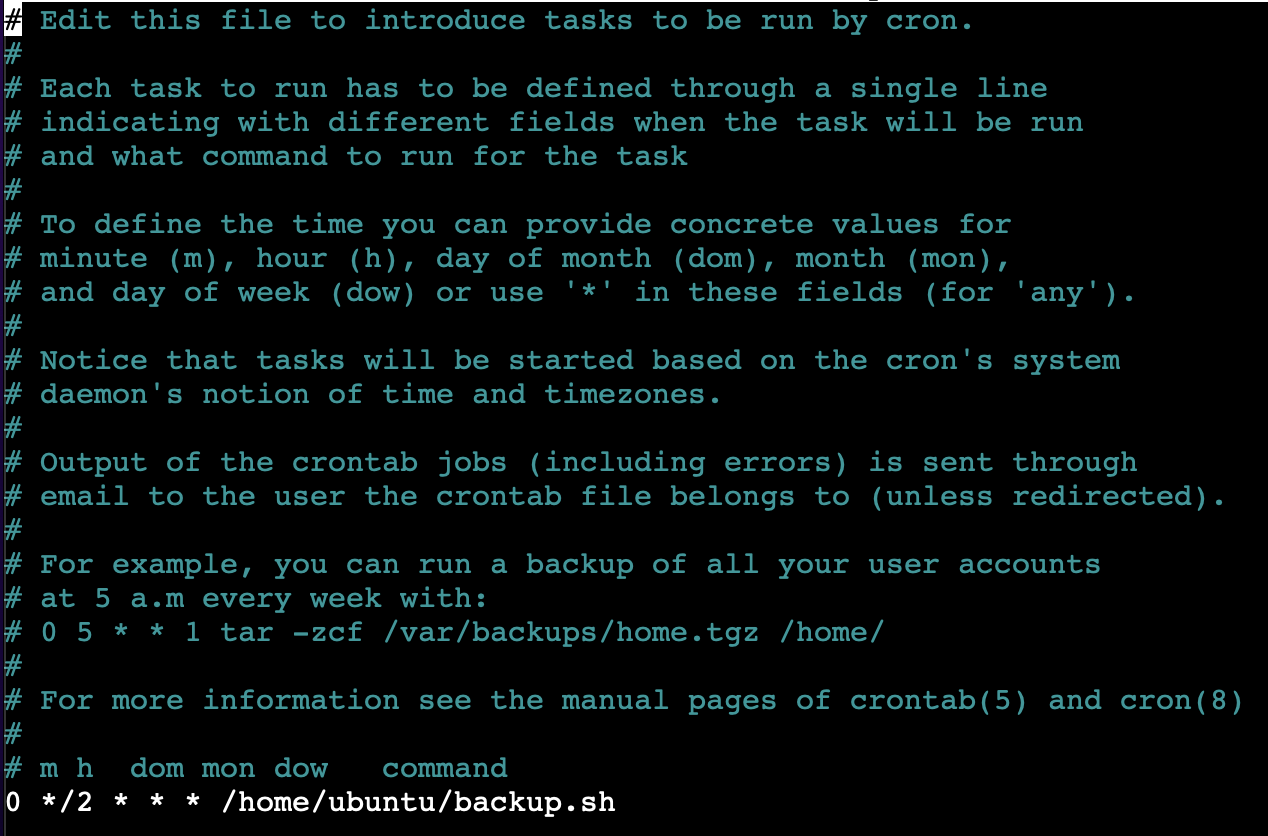 # Edit this file to introduce tasks to be run by cron.
#
# Each task to run has to be defined through a single line
# indicating with different fields when the task will be run
# and what command to run for the task
#
# To define the time you can provide concrete values for
# minute (m), hour (h), day of month (dom), month (mon),
# and day of week (dow) or use '*' in these fields (for 'any').
#
# Notice that tasks will be started based on the cron's system
# daemon's notion of time and timezones.
#
# Output of the crontab jobs (including errors) is sent through
# email to the user the crontab file belongs to (unless redirected).
#
# For example, you can run a backup of all your user accounts
# at 5 a.m every week with:
# 0 5 * * 1 tar -zcf /var/backups/home.tgz /home/
#
# For more information see the manual pages of crontab(5) and cron(8)
#
# m h  dom mon dow   command
0 */2 * * * /home/ubuntu/backup.sh